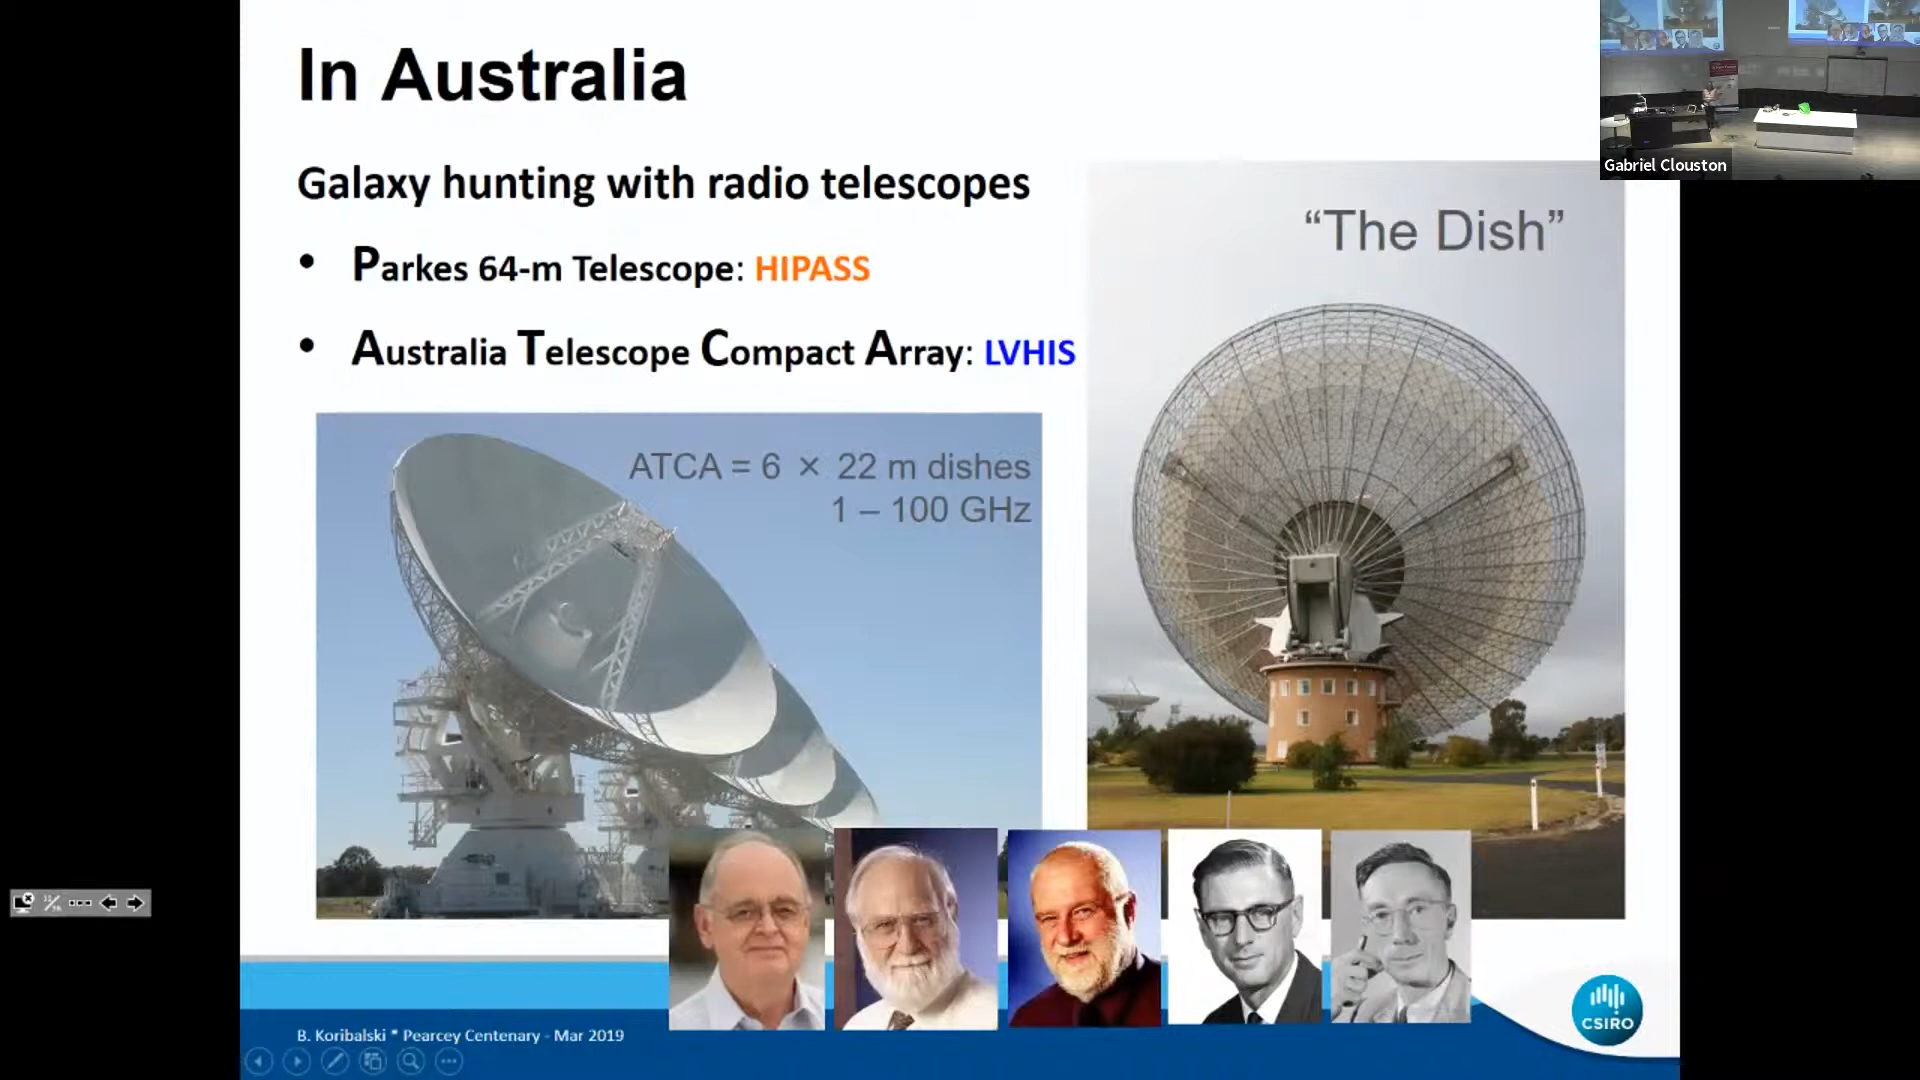 In Australia
Galaxy hunting with radio telescopes
• Parkes 64-m Telescope: HIPASS
• Australia Telescope Compact Array: LVHIS
ATCA = 6 × 22 m dishes
1 – 100 GHz
“The Dish”
Gabriel Clouston
B. Koribalski * Pearcey Centenary - Mar 2019
CSIRO